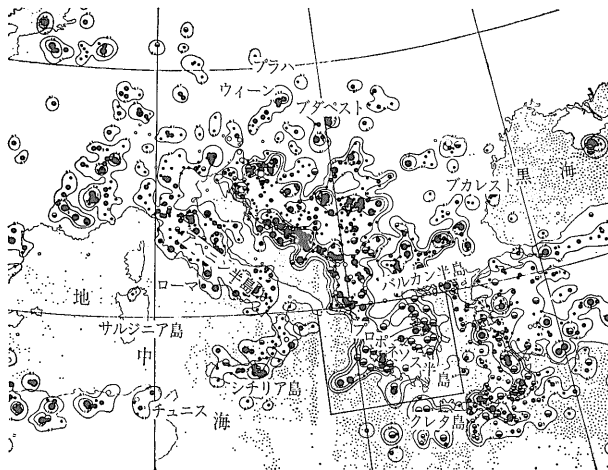 プラハ
ウィーン
ブダペスト
黒海
ブカレスト
バルカン半島
ローマ
半島
地中海
サルジニア島
ペロポネソス半島
シチリア島
チュニス
クレタ島